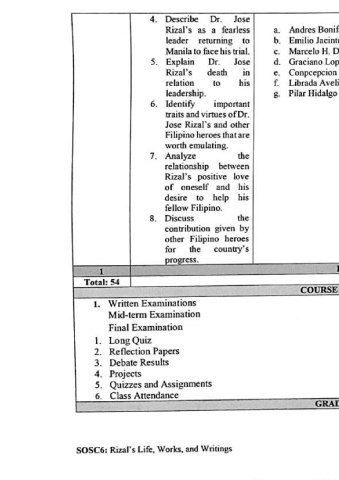 4. Describe Dr. Jose
Rizal's as a fearless
leader returning to
Manila to face his trial.
5. Explain Dr. Jose
Rizal's death in
relation to his
leadership.
6. Identify important
traits and virtues of Dr.
Jose Rizal's and other
Filipino heroes that are
worth emulating.
7. Analyze the
relationship between
Rizal's positive love
of oneself and his
desire to help his
fellow Filipino.
8. Discuss the
contribution given by
other Filipino heroes
for the country's
progress.
a. Andres Bonif
b. Emilio Jacint
c. Marcelo H. D
d. Graciano Lop
e. Conpcepcion
f. Librada Aveli
g. Pilar Hidalgo
1
Total: 54
COURSE
1. Written Examinations
Mid-term Examination
Final Examination
1. Long Quiz
2. Reflection Papers
3. Debate Results
4. Projects
5. Quizzes and Assignments
6. Class Attendance
GRAD
SOSC6: Rizal's Life, Works, and Writings